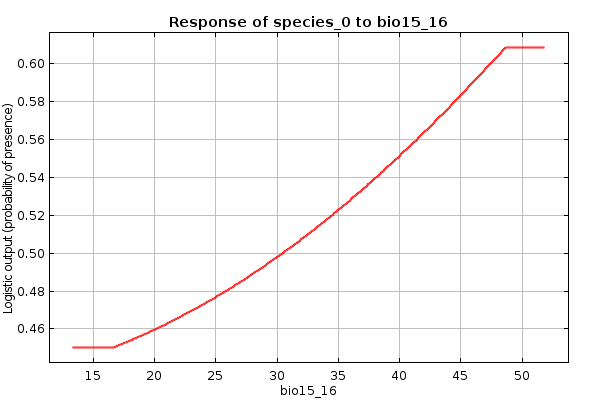 Response of species_0 to bio15_16
Logistic output (probability of presence)
0.60
0.58
0.56
0.54
0.52
0.50
0.48
0.46
15 20 25 30 35 40 45 50
bio15_16